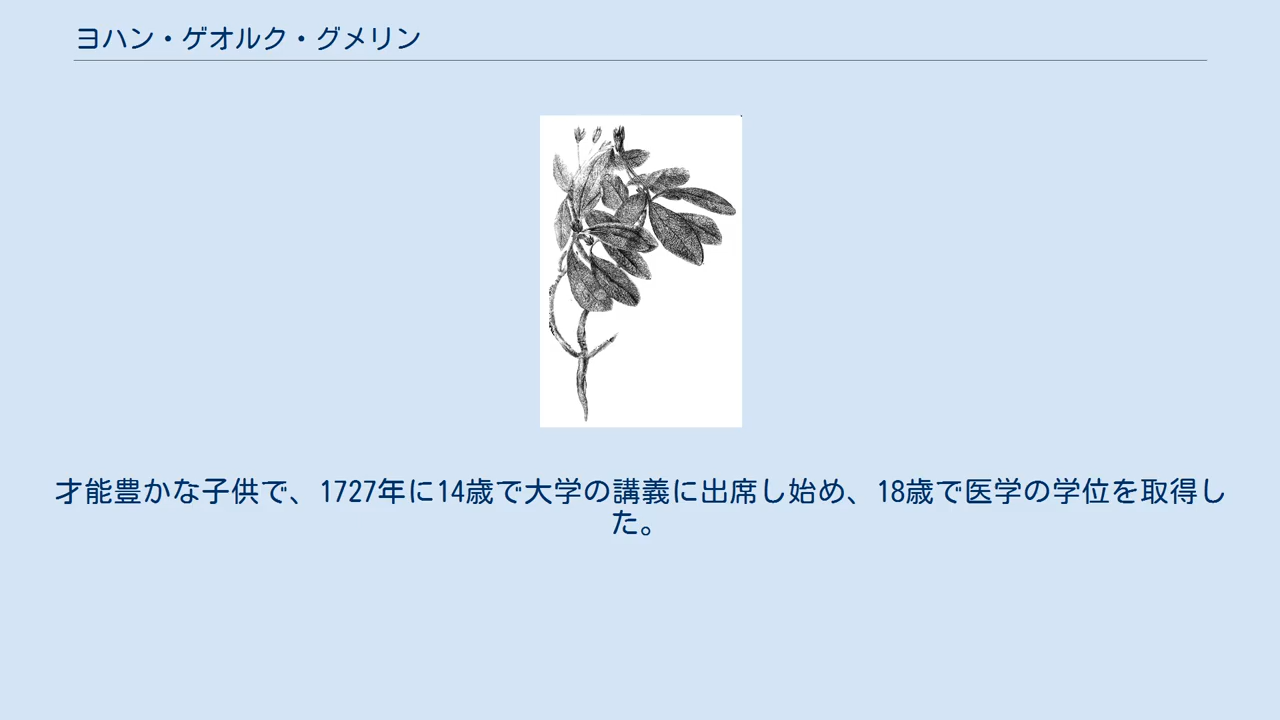 ヨハン・ゲオルク・グメリン
才能豊かな子供で、1727年に14歳で大学の講義に出席し始め、18歳で医学の学位を取得し
た。